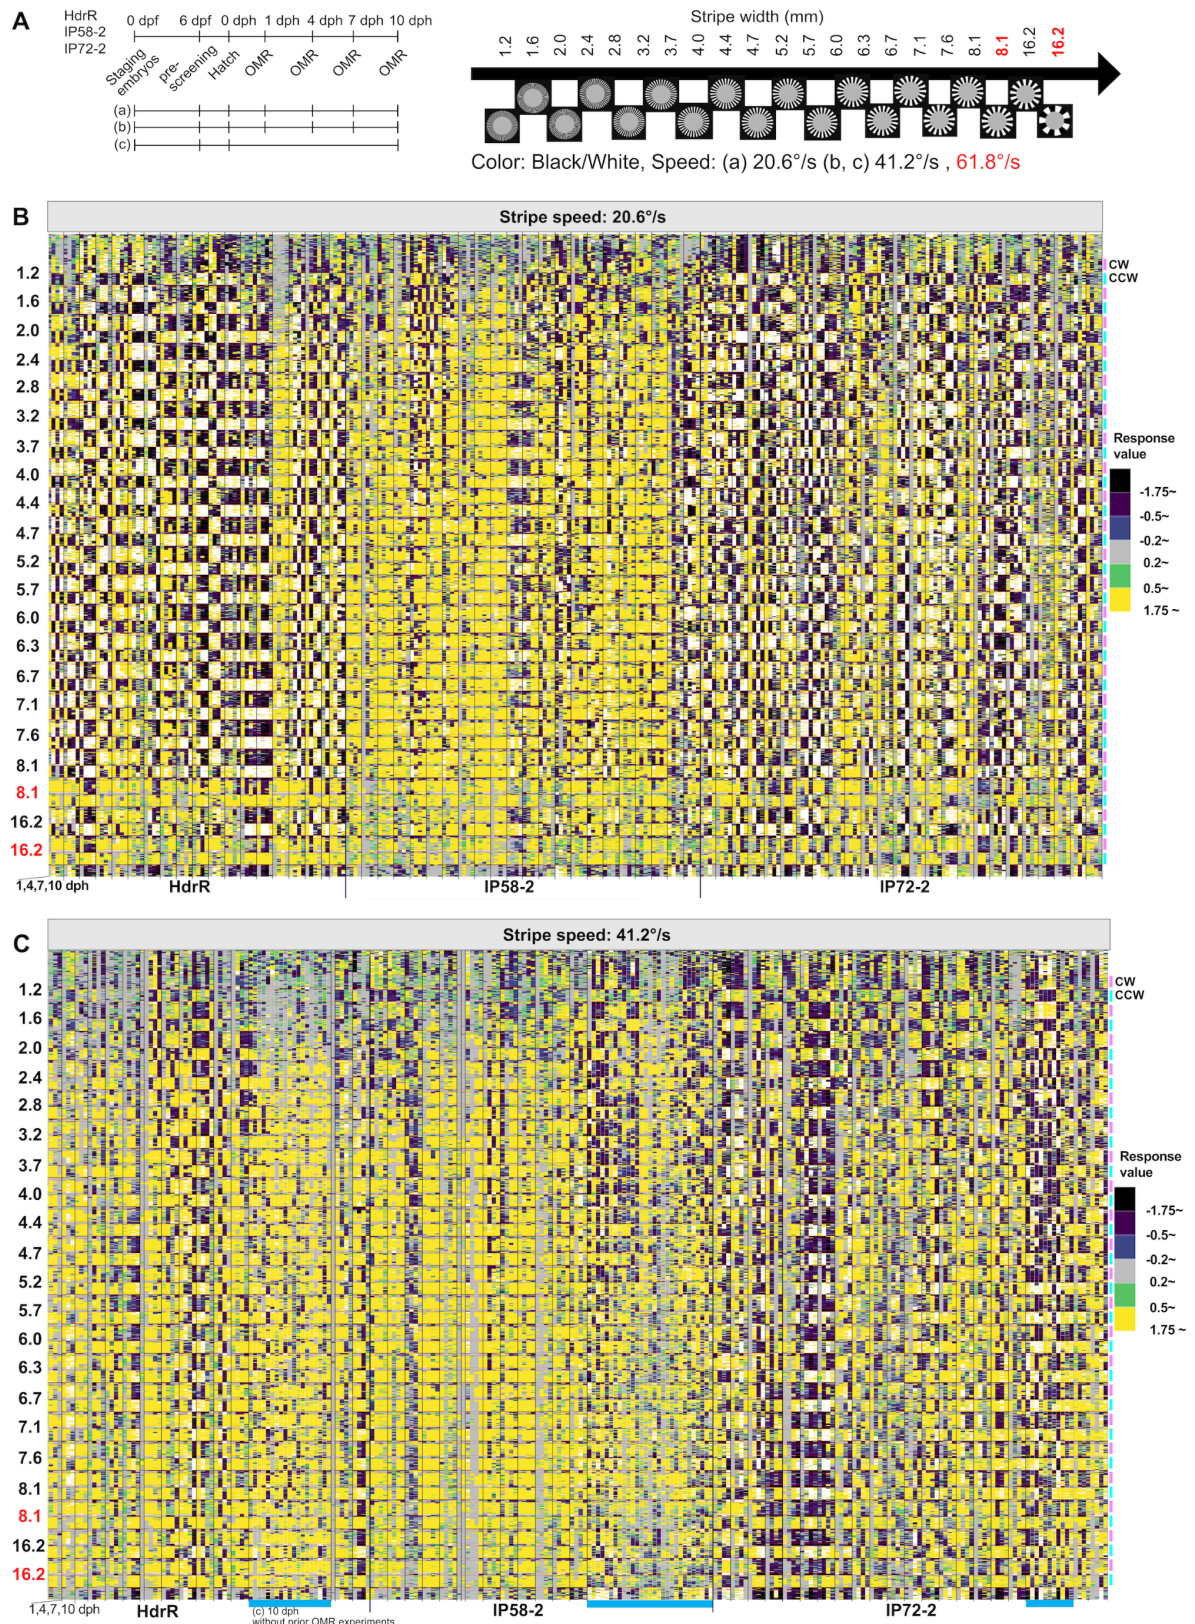 A
HdrR
IP58-2
IP72-2
0 dpf 6 dpf 0 dph 1 dph 4 dph 7 dph 10 dph
Staging embryos
pre-screening
Hatch
OMR
OMR
OMR
OMR
(a)
(b)
(c)
Stripe width (mm)
1.2 1.6 2.0 2.4 2.8 3.2 3.7 4.0 4.4 4.7 5.2 5.7 6.0 6.3 6.7 7.1 7.6 8.1 8.1 16.2 16.2
Color: Black/White, Speed: (a) 20.6°/s (b, c) 41.2°/s , 61.8°/s
B
Stripe speed: 20.6°/s
CW
CCW
1.2
1.6
2.0
2.4
2.8
3.2
3.7
4.0
4.4
4.7
5.2
5.7
6.0
6.3
6.7
7.1
7.6
8.1
8.1
16.2
16.2
Response
value
-1.75~
-0.5~
-0.2~
0.2~
0.5~
1.75 ~
1,4,7,10 dph HdrR IP58-2 IP72-2
C
Stripe speed: 41.2°/s
CW
CCW
1.2
1.6
2.0
2.4
2.8
3.2
3.7
4.0
4.4
4.7
5.2
5.7
6.0
6.3
6.7
7.1
7.6
8.1
8.1
16.2
16.2
Response
value
-1.75~
-0.5~
-0.2~
0.2~
0.5~
1.75 ~
1,4,7,10 dph HdrR IP58-2 IP72-2
(c) 10 dph
without prior OMR experiments